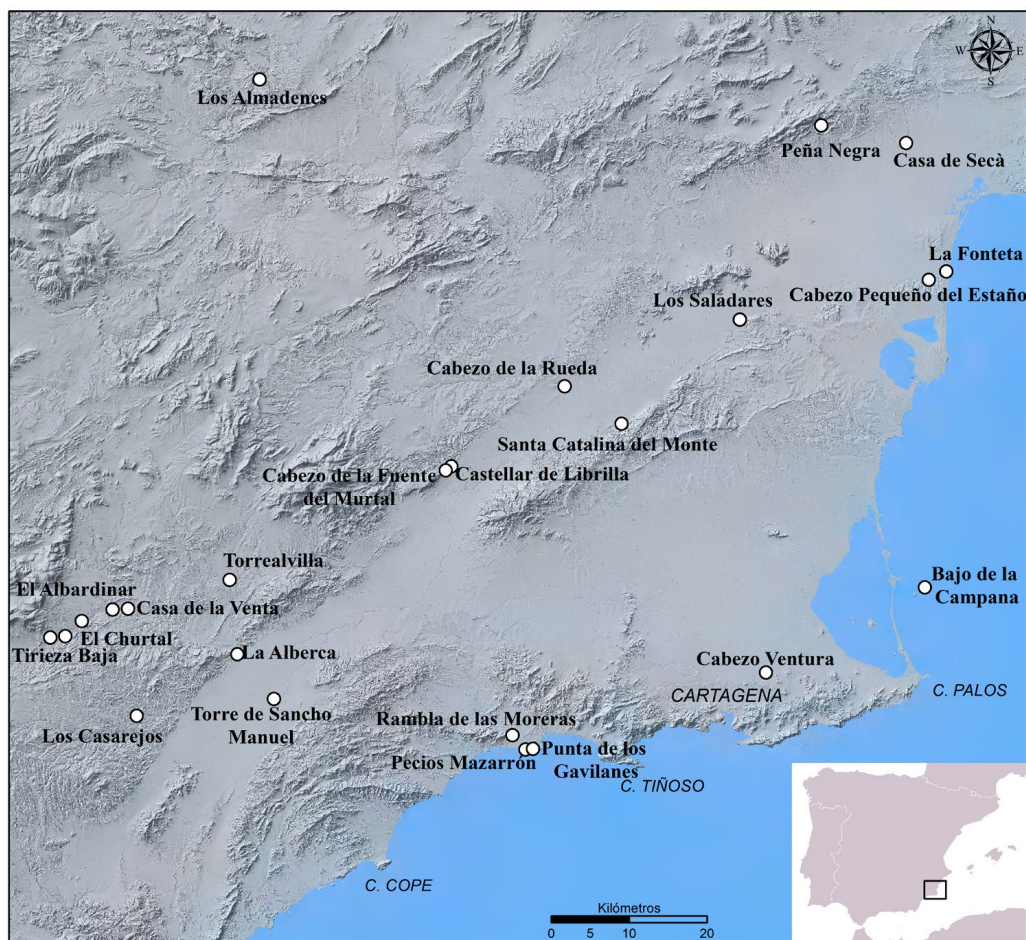 N
W E
S
Los Almadenes
Peña Negra
Casa de Secà
La Fonteta
Cabezo Pequeño del Estaño
Los Saladares
Cabezo de la Rueda
Santa Catalina del Monte
Cabezo de la Fuente
del Murtal
Castellar de Librilla
Torrealvilla
El Albardinar
Casa de la Venta
El Churtal
Tirieza Baja
La Alberca
Bajo de la
Campana
Cabezo Ventura
CARTAGENA
C. PALOS
Torre de Sancho
Manuel
Los Casarejos
Rambla de las Moreras
Pecios Mazarrón
Punta de los
Gavilanes
C. TIÑOSO
C. COPE
Kilómetros
0 5 10 20